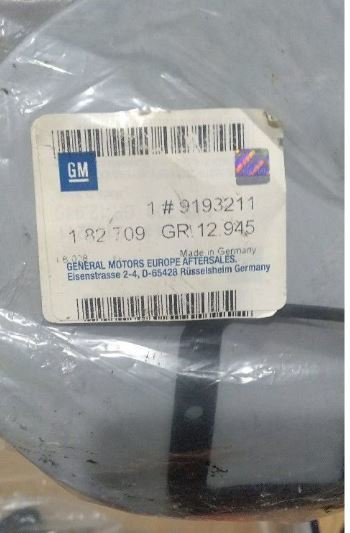 GM
1 # 9193211
1 82 709 GR! 12.945
Made in Germany
GENERAL MOTORS EUROPE AFTERSALES.
Eisenstrasse 2-4, D-65428 Rüsselsheim Germany